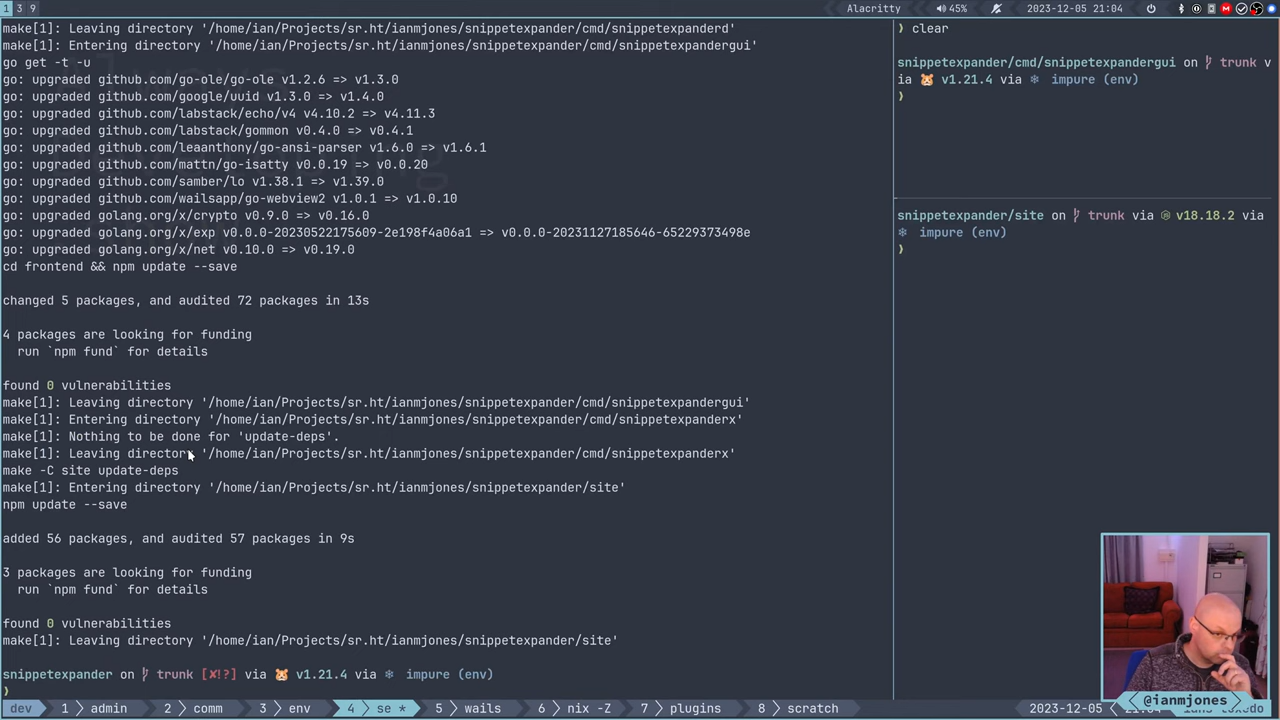 1 3 9
Alacritty 45% 2023-12-05 21:04
make[1]: Leaving directory '/home/ian/Projects/sr.ht/ianmjones/snippetexpander/cmd/snippetexpanderd'
make[1]: Entering directory '/home/ian/Projects/sr.ht/ianmjones/snippetexpander/cmd/snippetexpandergui'
go get -t -u
go: upgraded github.com/go-ole/go-ole v1.2.6 => v1.3.0
go: upgraded github.com/google/uuid v1.3.0 => v1.4.0
go: upgraded github.com/labstack/echo/v4 v4.10.2 => v4.11.3
go: upgraded github.com/labstack/gommon v0.4.0 => v0.4.1
go: upgraded github.com/leaanthony/go-ansi-parser v1.6.0 => v1.6.1
go: upgraded github.com/mattn/go-isatty v0.0.19 => v0.0.20
go: upgraded github.com/samber/lo v1.38.1 => v1.39.0
go: upgraded github.com/wailsapp/go-webview2 v1.0.1 => v1.0.10
go: upgraded golang.org/x/crypto v0.9.0 => v0.16.0
go: upgraded golang.org/x/exp v0.0.0-20230522175609-2e198f4a06a1 => v0.0.0-20231127185646-65229373498e
go: upgraded golang.org/x/net v0.10.0 => v0.19.0
cd frontend && npm update --save
changed 5 packages, and audited 72 packages in 13s
4 packages are looking for funding
run `npm fund` for details
found 0 vulnerabilities
make[1]: Leaving directory '/home/ian/Projects/sr.ht/ianmjones/snippetexpander/cmd/snippetexpandergui'
make[1]: Entering directory '/home/ian/Projects/sr.ht/ianmjones/snippetexpander/cmd/snippetexpanderx'
make[1]: Nothing to be done for 'update-deps'.
make[1]: Leaving directory '/home/ian/Projects/sr.ht/ianmjones/snippetexpander/cmd/snippetexpanderx'
make -C site update-deps
make[1]: Entering directory '/home/ian/Projects/sr.ht/ianmjones/snippetexpander/site'
npm update --save
added 56 packages, and audited 57 packages in 9s
3 packages are looking for funding
run `npm fund` for details
found 0 vulnerabilities
make[1]: Leaving directory '/home/ian/Projects/sr.ht/ianmjones/snippetexpander/site'
snippetexpander on trunk [✘!?] via 🐹 v1.21.4 via ❄ impure (env)
❯
❯ clear
snippetexpander/cmd/snippetexpandergui on trunk v
ia 🐹 v1.21.4 via ❄ impure (env)
❯
snippetexpander/site on trunk via v18.18.2 via
❄ impure (env)
❯
@ianmjones
dev 1 admin 2 comm 3 env 4 se * 5 wails 6 nix -Z 7 plugins 8 scratch 2023-12-05